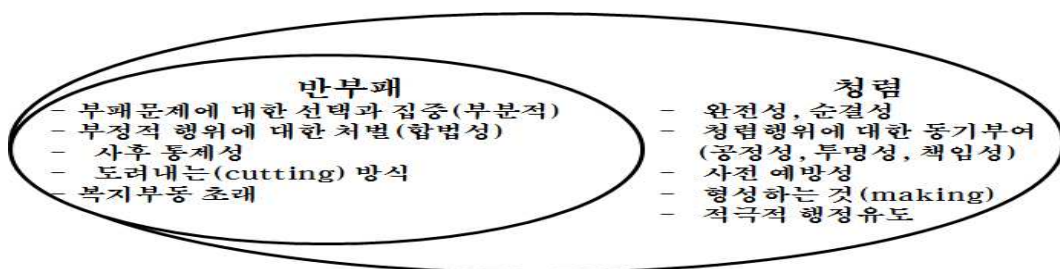 반부패
- 부패문제에 대한 선택과 집중(부분적)
- 부정적 행위에 대한 처벌(합법성)
- 사후 통제성
- 도려내는(cutting) 방식
- 복지부동 초래
청렴
- 완전성, 순결성
- 청렴행위에 대한 동기부여
(공정성, 투명성, 책임성)
- 사전 예방성
- 형성하는 것(making)
- 적극적 행정유도